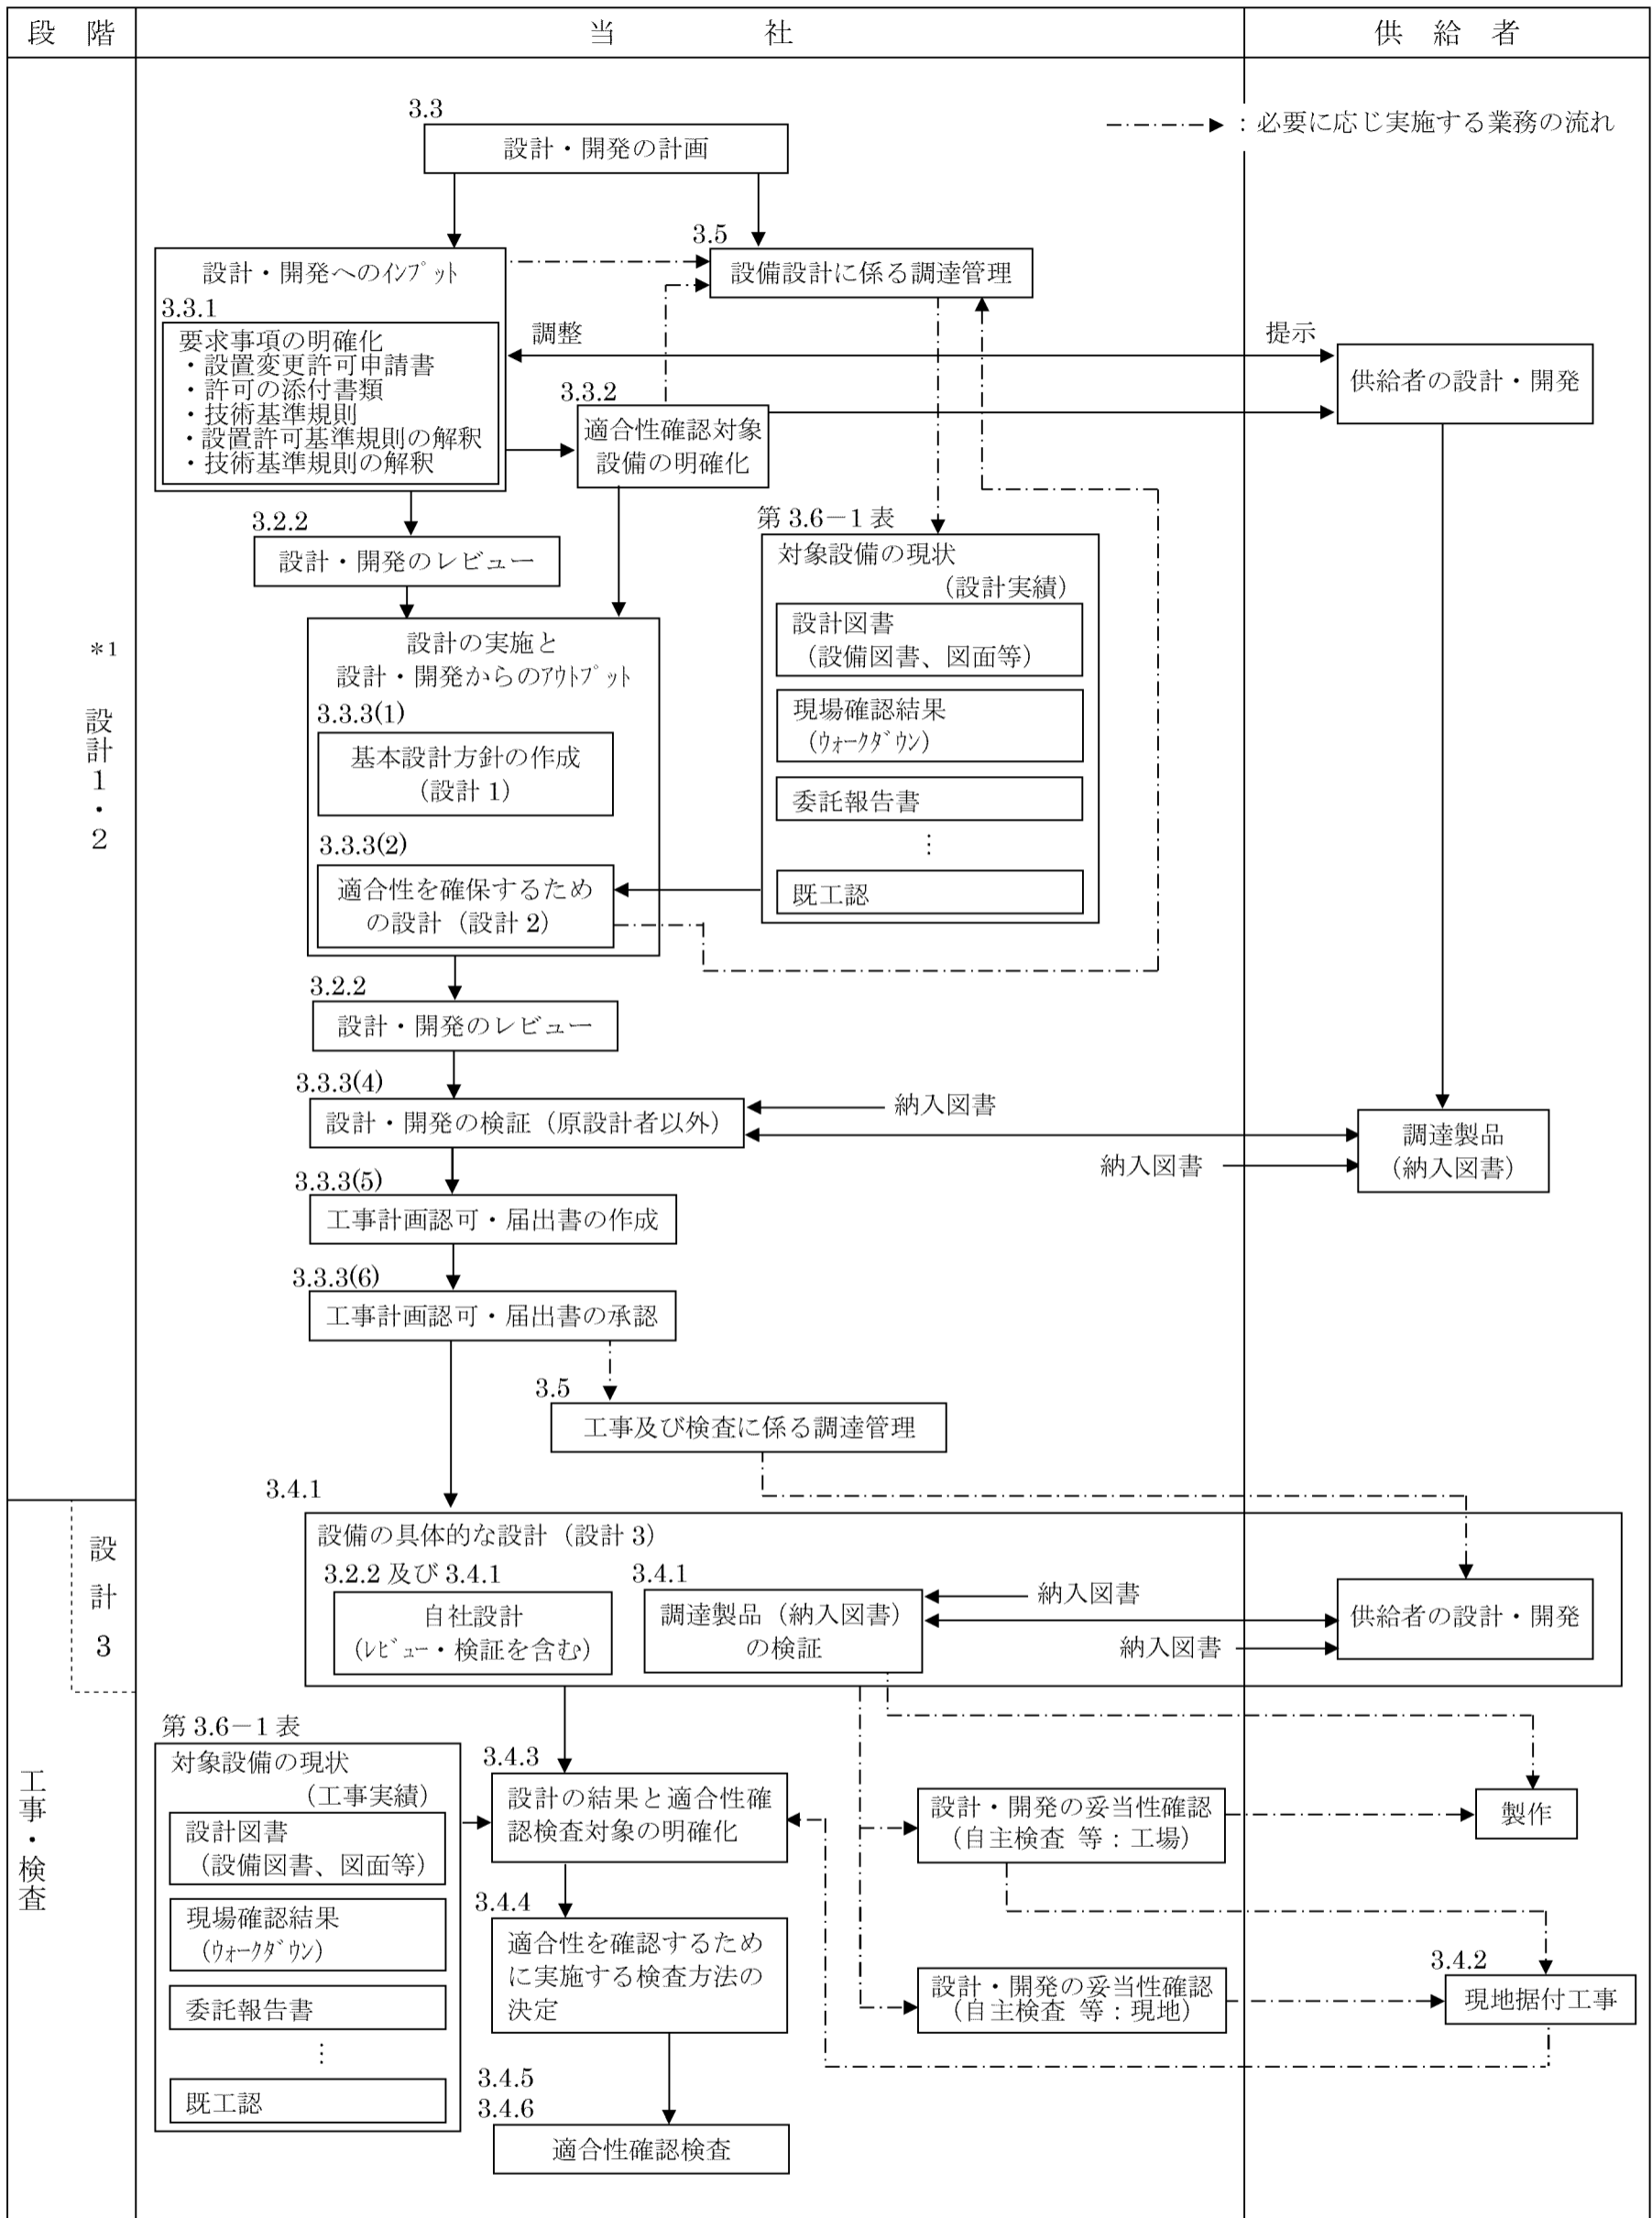 段　階
当　社
供　給　者
3.3
設計・開発の計画
：必要に応じ実施する業務の流れ
3.5
設備設計に係る調達管理
設計・開発へのｲﾝﾌﾟｯﾄ
3.3.1
要求事項の明確化
・設置変更許可申請書
・許可の添付書類
・技術基準規則
・設置許可基準規則の解釈
・技術基準規則の解釈
調整
提示
供給者の設計・開発
3.3.2
適合性確認対象
設備の明確化
3.2.2
設計・開発のレビュー
第 3.6－1 表
対象設備の現状
（設計実績）
設計図書
（設備図書、図面等）
現場確認結果
（ｳｫｰｸﾀﾞｳﾝ）
委託報告書
⋮
既工認
＊1
設計１・２
設計の実施と
設計・開発からのｱｳﾄﾌﾟｯﾄ
3.3.3(1)
基本設計方針の作成
（設計 1）
3.3.3(2)
適合性を確保するため
の設計（設計 2）
3.2.2
設計・開発のレビュー
3.3.3(4)
設計・開発の検証（原設計者以外）
納入図書
納入図書
調達製品
（納入図書）
3.3.3(5)
工事計画認可・届出書の作成
3.3.3(6)
工事計画認可・届出書の承認
3.5
工事及び検査に係る調達管理
3.4.1
設計３
設備の具体的な設計（設計 3）
3.2.2 及び 3.4.1
自社設計
（ﾚﾋﾞｭｰ・検証を含む）
3.4.1
調達製品（納入図書）
の検証
納入図書
納入図書
供給者の設計・開発
工事・検査
第 3.6－1 表
対象設備の現状
（工事実績）
設計図書
（設備図書、図面等）
現場確認結果
（ｳｫｰｸﾀﾞｳﾝ）
委託報告書
⋮
既工認
3.4.3
設計の結果と適合性確
認検査対象の明確化
設計・開発の妥当性確認
（自主検査 等：工場）
製作
3.4.4
適合性を確認するため
に実施する検査方法の
決定
設計・開発の妥当性確認
（自主検査 等：現地）
3.4.2
現地据付工事
3.4.5
3.4.6
適合性確認検査